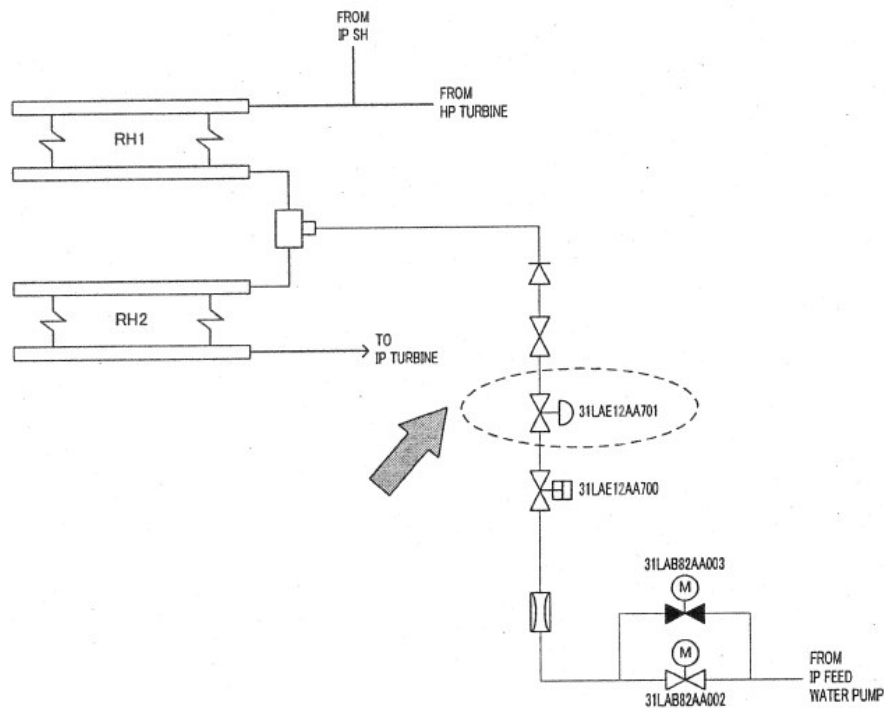 FROM
IP SH
FROM
HP TURBINE
RH1
RH2
TO
IP TURBINE
31LAE12AA701
31LAE12AA700
31LAB82AA003
M
M
31LAB82AA002
FROM
IP FEED
WATER PUMP